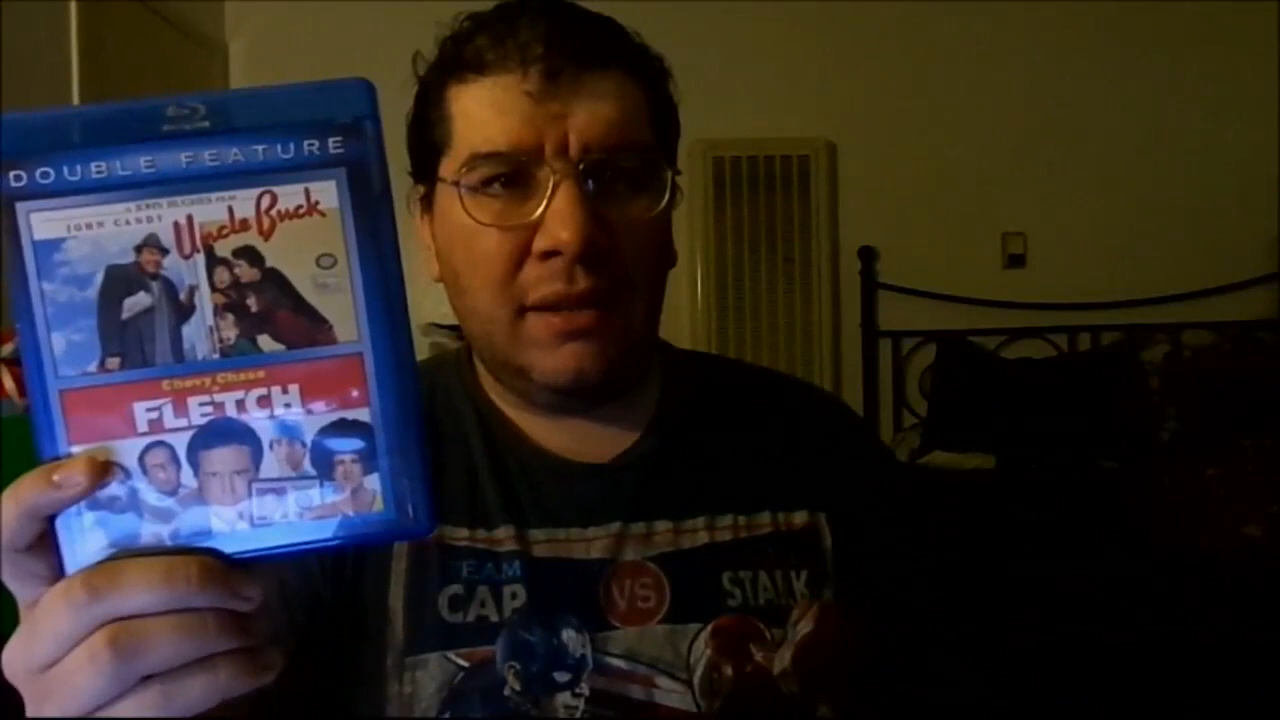 DOUBLE FEATURE
A JOHN HUGHES FILM
JOHN CANDY
Uncle Buck
Chevy Chase
FLETCH
TEAM
CAP
VS
STARK